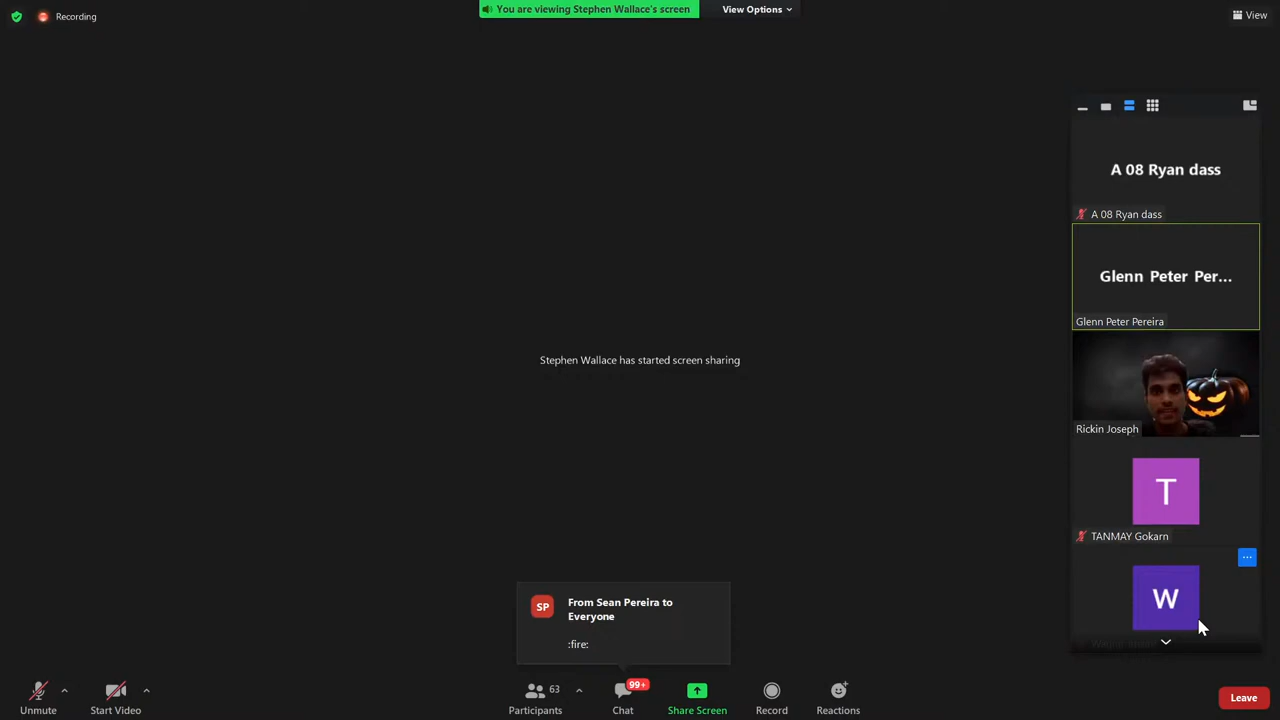 Recording
You are viewing Stephen Wallace's screen
View Options
View
A 08 Ryan dass
A 08 Ryan dass
Glenn Peter Per...
Glenn Peter Pereira
Rickin Joseph
T
TANMAY Gokarn
W
Stephen Wallace has started screen sharing
SP
From Sean Pereira to
Everyone
:fire:
Unmute
Start Video
63
Participants
99+
Chat
Share Screen
Record
Reactions
Leave